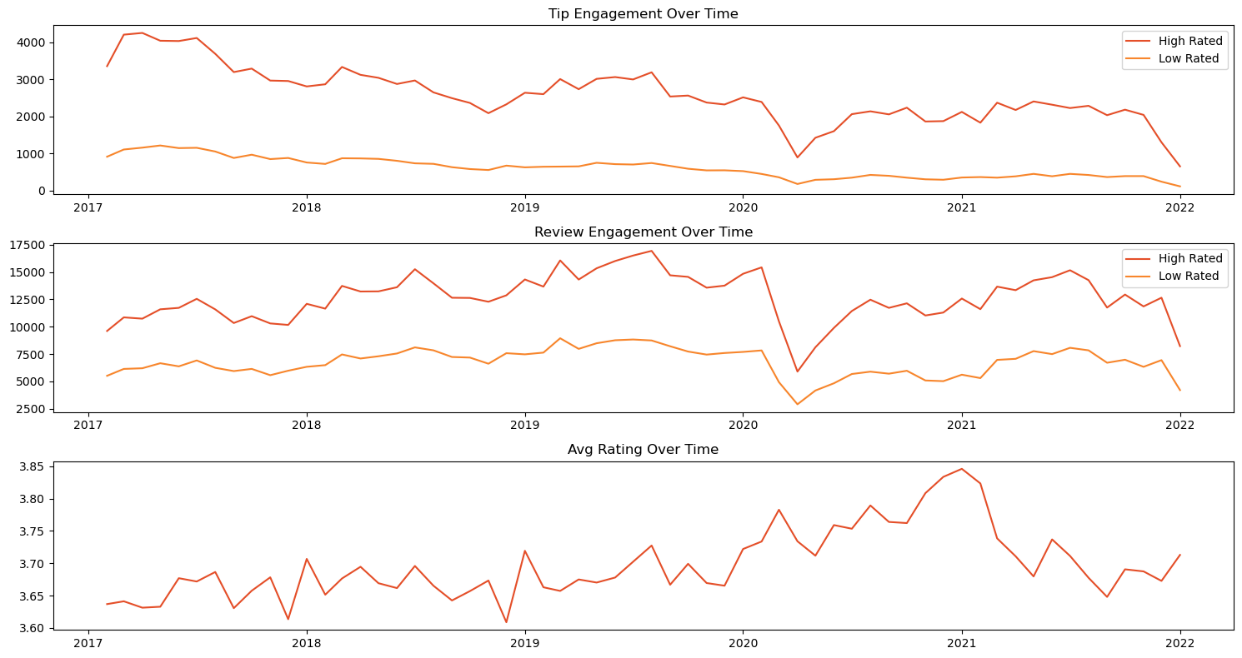 Tip Engagement Over Time
High Rated
Low Rated
4000
3000
2000
1000
0
2017 2018 2019 2020 2021 2022
Review Engagement Over Time
High Rated
Low Rated
17500
15000
12500
10000
7500
5000
2500
2017 2018 2019 2020 2021 2022
Avg Rating Over Time
3.85
3.80
3.75
3.70
3.65
3.60
2017 2018 2019 2020 2021 2022